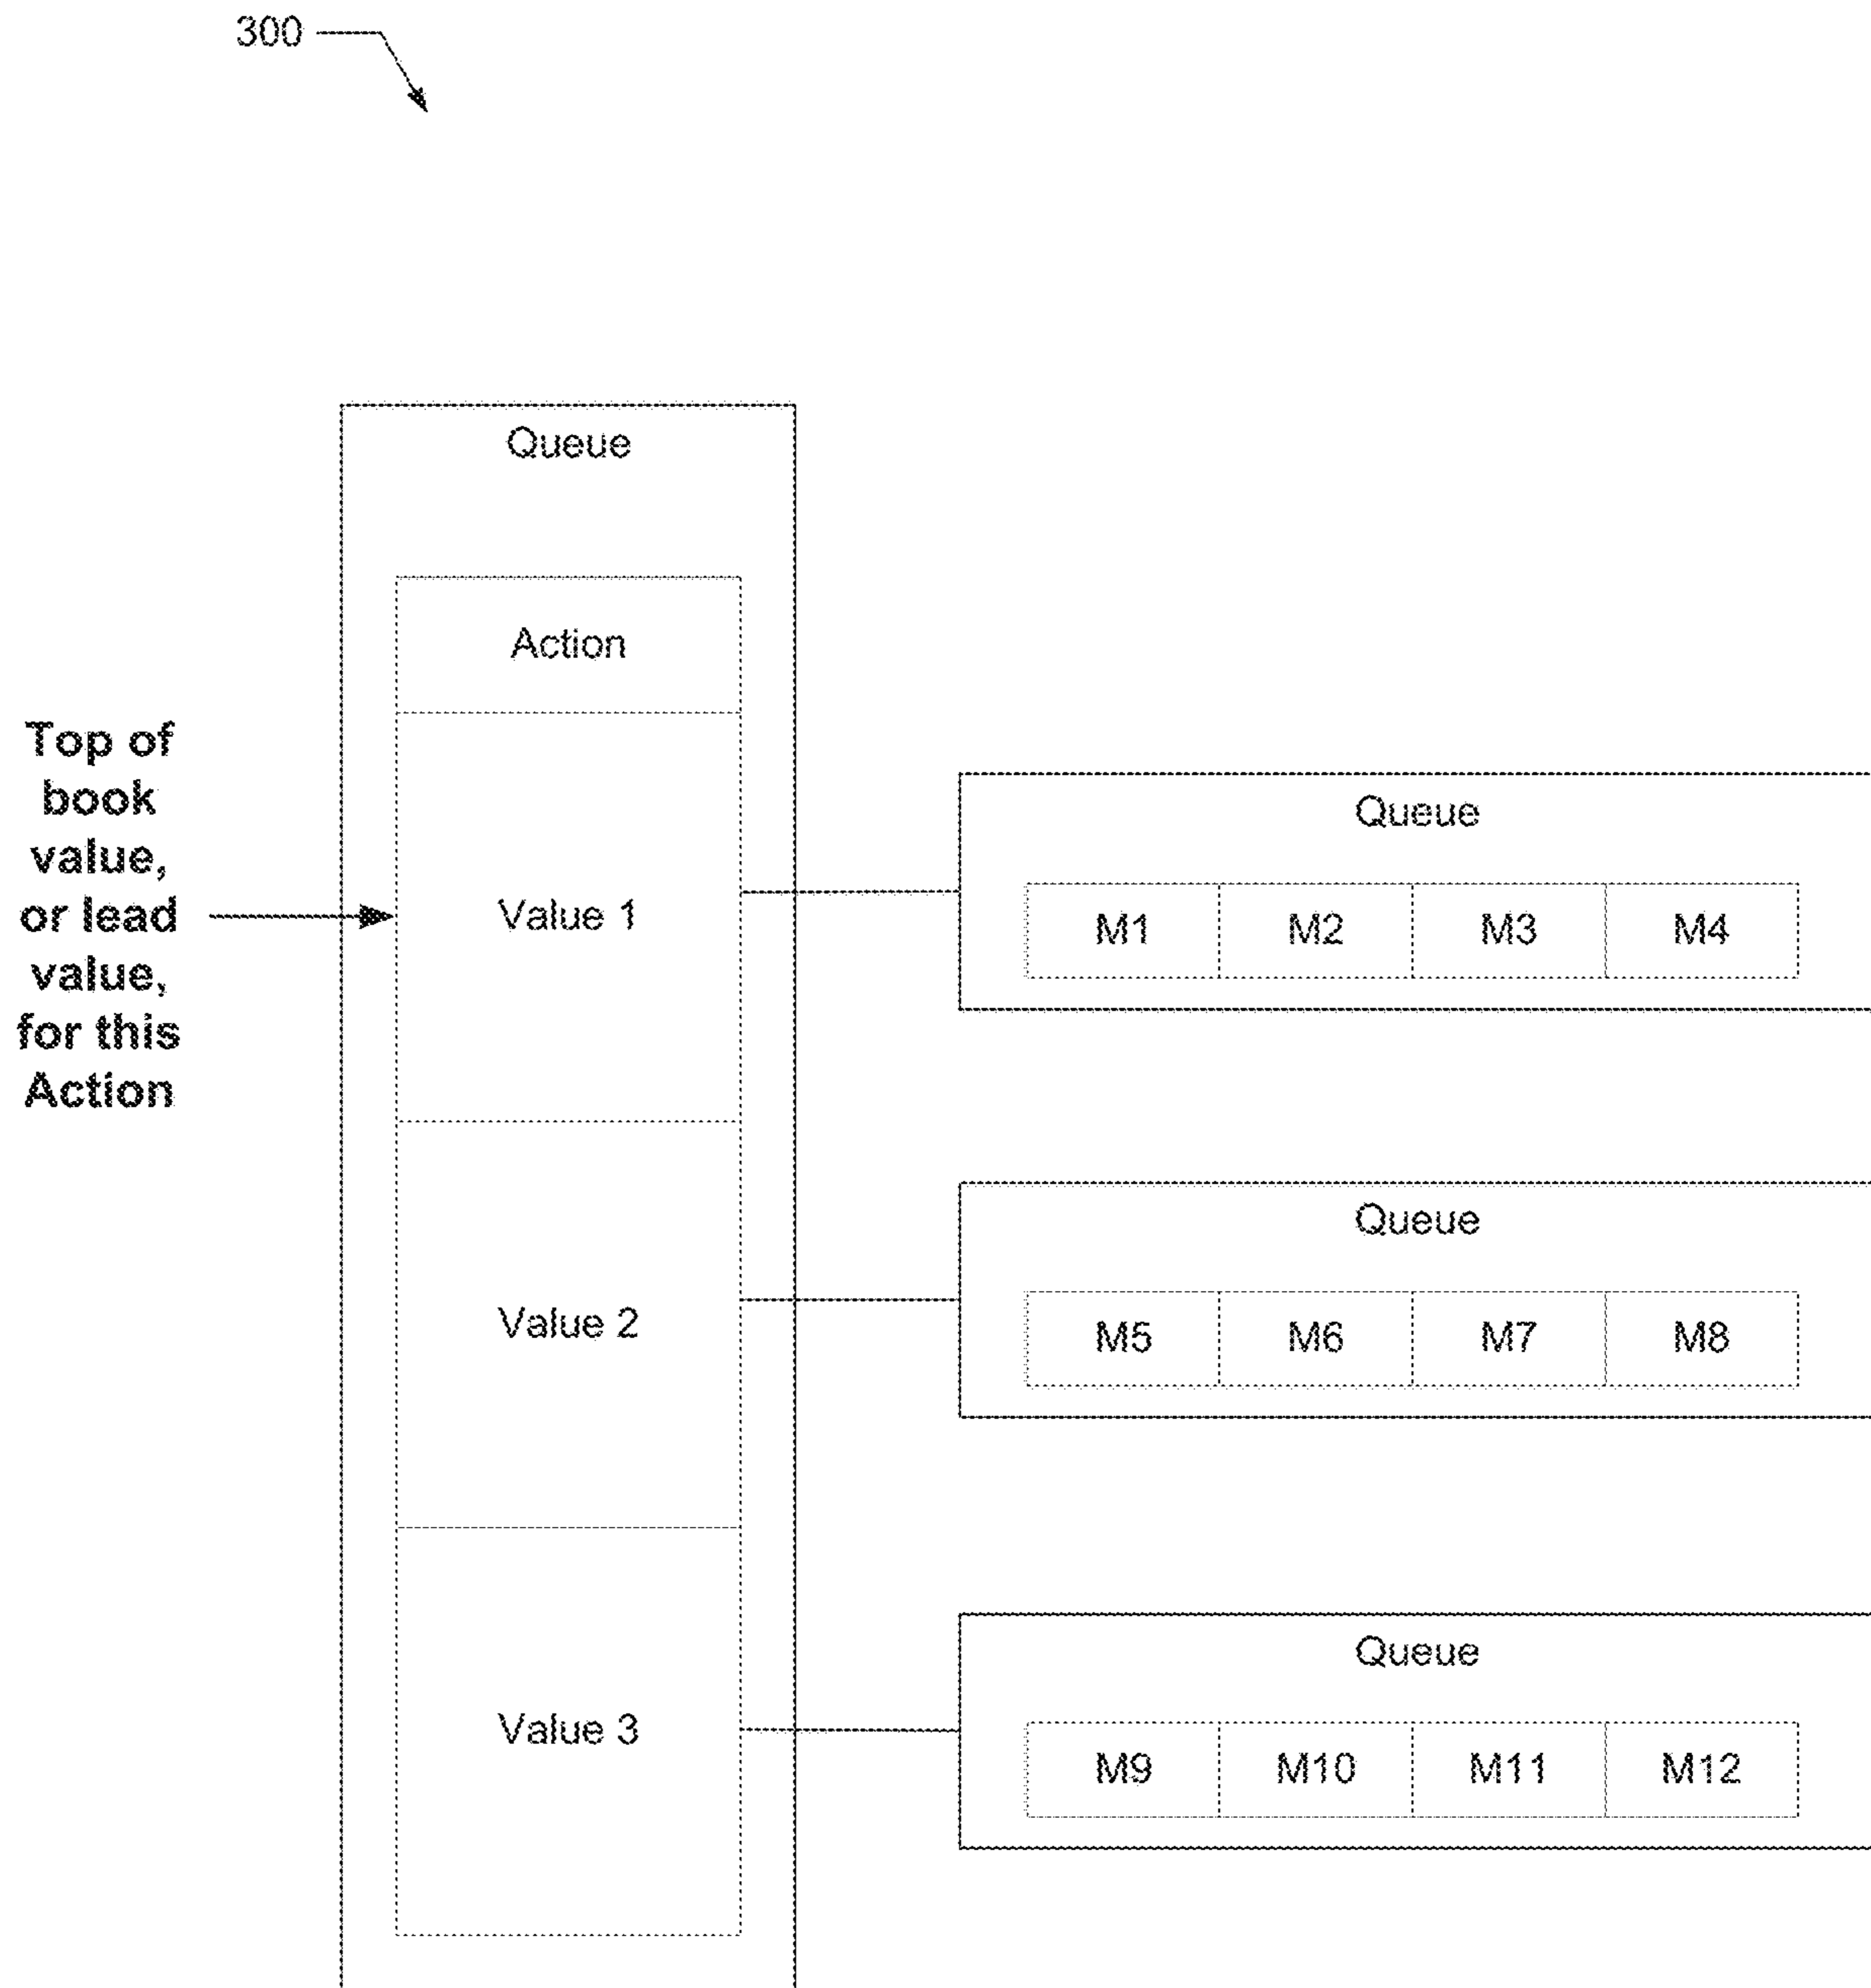 300
Queue
Action
Top of
book
value,
or lead
value,
for this
Action
Value 1
Queue
M1 M2 M3 M4
Value 2
Queue
M5 M6 M7 M8
Value 3
Queue
M9 M10 M11 M12